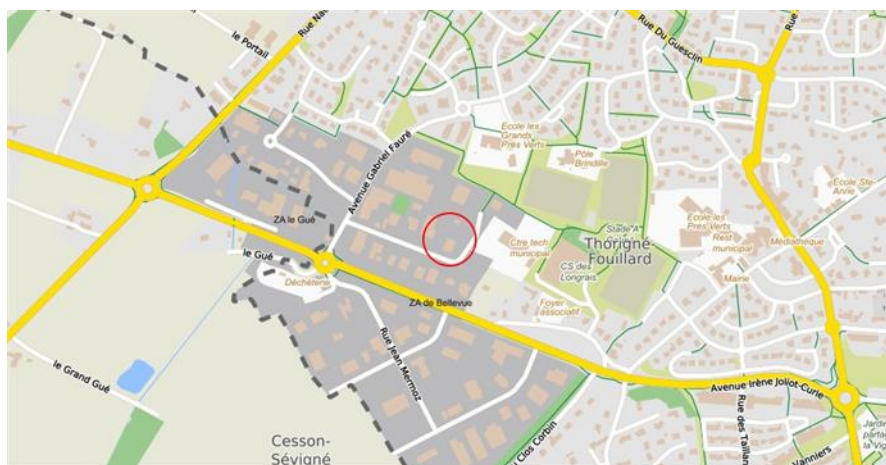 Rue Du Guesclin
le Portail
Ecole les
Grands
Prés Verts
Pôle
Brindille
Avenue Gabriel Fauré
Ecole Ste-
Anne
ZA le Gué
Ecole les
Prés Verts
Rest
municipal
Médiathèque
Stade
Thorigné-
Fouillard
Ctre tech
municipal
le Gué
CS des
Longrais
Mairie
Déchèterie
ZA de Bellevue
Foyer
associatif
Rue Jean Mermoz
le Grand Gué
Avenue Irène Joliot-Curie
Rue des Taillan
Clos Corbin
Cesson-
Sévigné
Jardin
partag
la Vig
Vanniers